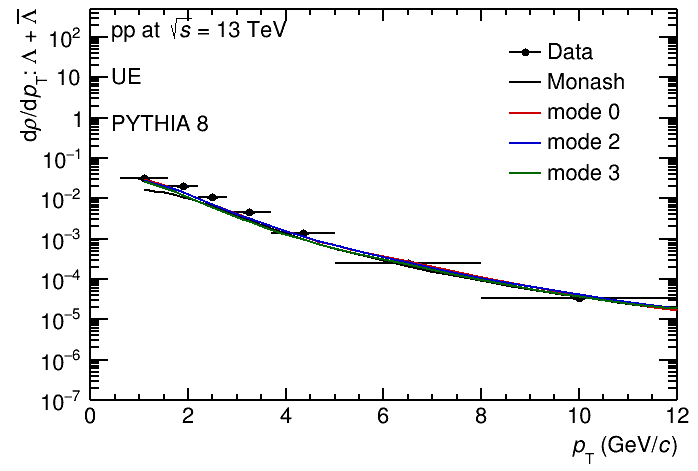 dρ/dp_T: Λ + Λ̅
pp at √s = 13 TeV
UE
PYTHIA 8
Data
Monash
mode 0
mode 2
mode 3
10²
10
1
10⁻¹
10⁻²
10⁻³
10⁻⁴
10⁻⁵
10⁻⁶
10⁻⁷
0 2 4 6 8 10 12
p_T (GeV/c)